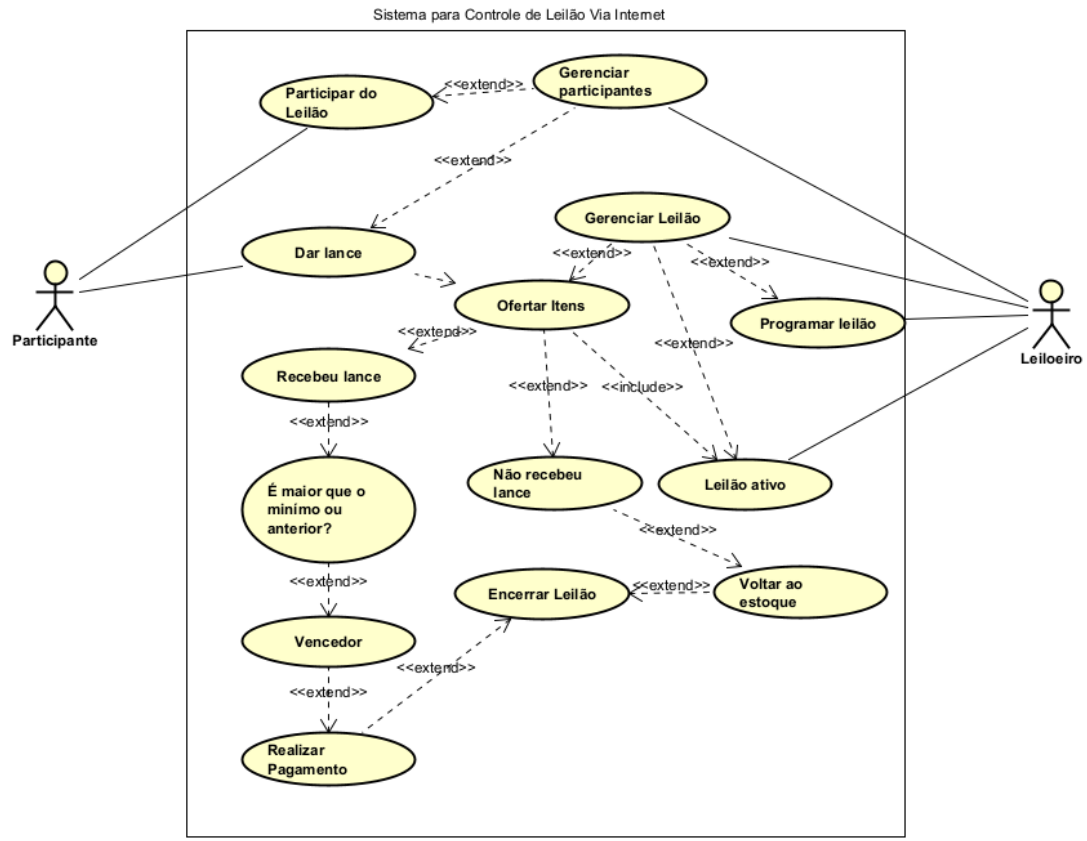 Sistema para Controle de Leilão Via Internet
Participar do
Leilão
<<extend>>
Gerenciar
participantes
<<extend>>
Gerenciar Leilão
Dar lance
<<extend>>
<<extend>>
Ofertar Itens
Programar leilão
Participante
Leiloeiro
<<extend>>
<<extend>>
Recebeu lance
<<extend>>
<<include>>
<<extend>>
É maior que o
minímo ou
anterior?
Não recebeu
lance
Leilão ativo
<<extend>>
<<extend>>
Encerrar Leilão
<<extend>>
Voltar ao
estoque
Vencedor
<<extend>>
<<extend>>
Realizar
Pagamento